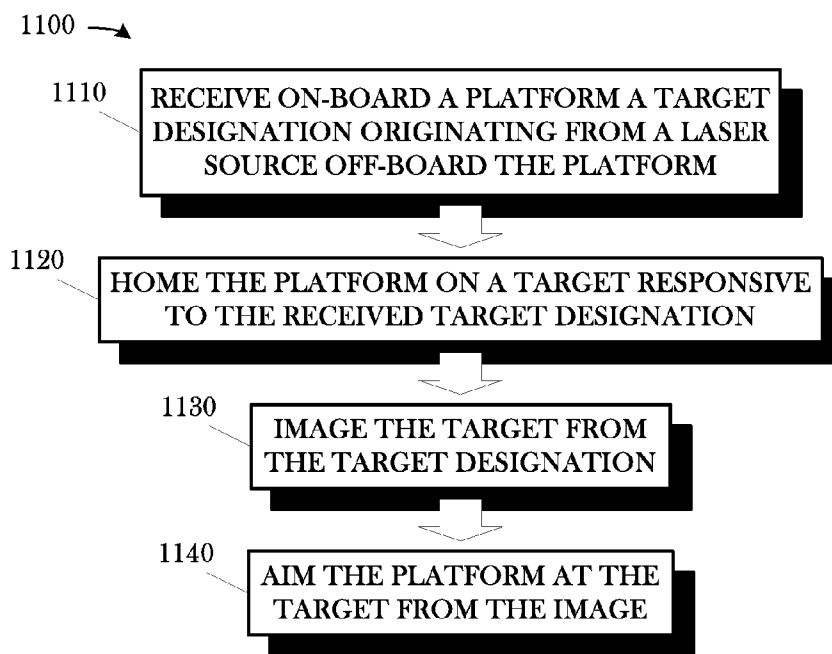 1100
1110
RECEIVE ON-BOARD A PLATFORM A TARGET
DESIGNATION ORIGINATING FROM A LASER
SOURCE OFF-BOARD THE PLATFORM
1120
HOME THE PLATFORM ON A TARGET RESPONSIVE
TO THE RECEIVED TARGET DESIGNATION
1130
IMAGE THE TARGET FROM
THE TARGET DESIGNATION
1140
AIM THE PLATFORM AT THE
TARGET FROM THE IMAGE